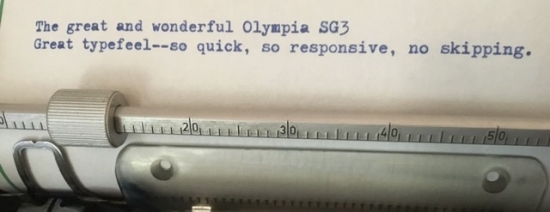 The great and wonderful Olympia SG3
Great typefeel--so quick, so responsive, no skipping.
20 30 40 50